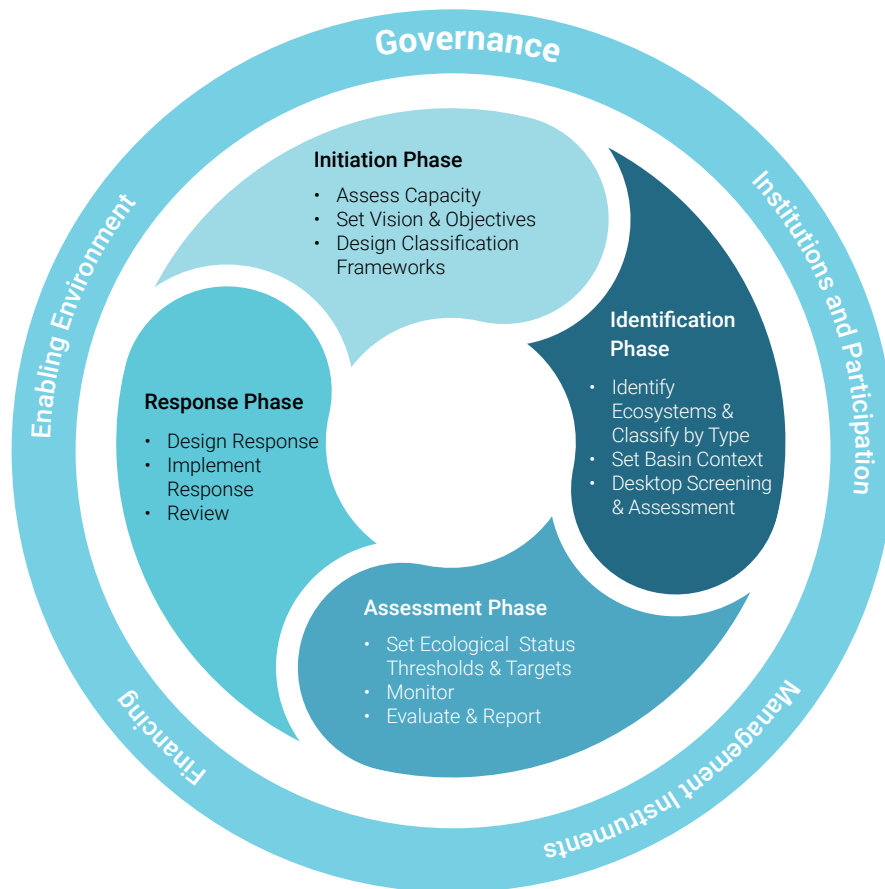 Governance
Initiation Phase
• Assess Capacity
• Set Vision & Objectives
• Design Classification
Frameworks
Identification
Phase
• Identify
Ecosystems &
Classify by Type
• Set Basin Context
• Desktop Screening
& Assessment
Assessment Phase
• Set Ecological Status
Thresholds & Targets
• Monitor
• Evaluate & Report
Response Phase
• Design Response
• Implement
Response
• Review
Institutions and Participation
Management Instruments
Financing
Enabling Environment